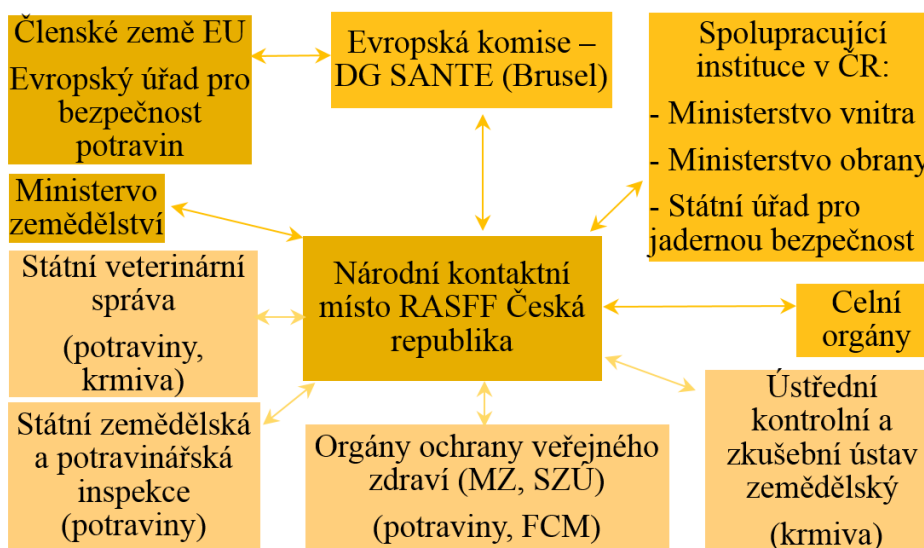 Členské země EU
Evropský úřad pro
bezpečnost
potravin
Evropská komise –
DG SANTE (Brusel)
Spolupracující
instituce v ČR:
- Ministerstvo vnitra
- Ministerstvo obrany
- Státní úřad pro
jadernou bezpečnost
Ministervo
zemědělství
Státní veterinární
správa
(potraviny,
krmiva)
Národní kontaktní
místo RASFF Česká
republika
Celní
orgány
Státní zemědělská
a potravinářská
inspekce
(potraviny)
Orgány ochrany veřejného
zdraví (MZ, SZÚ)
(potraviny, FCM)
Ústřední
kontrolní a
zkušební ústav
zemědělský
(krmiva)